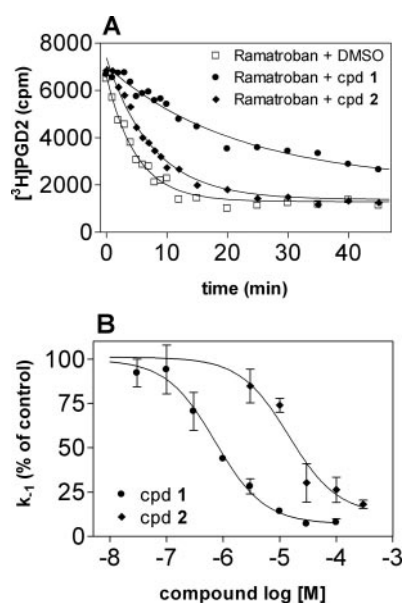 A
8000
6000
4000
2000
0
[³H]PGD2 (cpm)
Ramatroban + DMSO
Ramatroban + cpd 1
Ramatroban + cpd 2
0 10 20 30 40
time (min)
B
100
75
50
25
0
k-1 (% of control)
cpd 1
cpd 2
-8 -7 -6 -5 -4 -3
compound log [M]